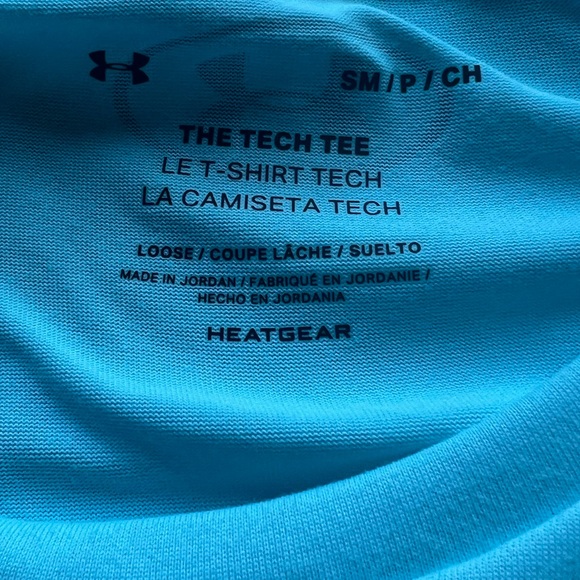 SM / P / CH
THE TECH TEE
LE T-SHIRT TECH
LA CAMISETA TECH
LOOSE / COUPE LÂCHE / SUELTO
MADE IN JORDAN / FABRIQUÉ EN JORDANIE /
HECHO EN JORDANIA
HEATGEAR